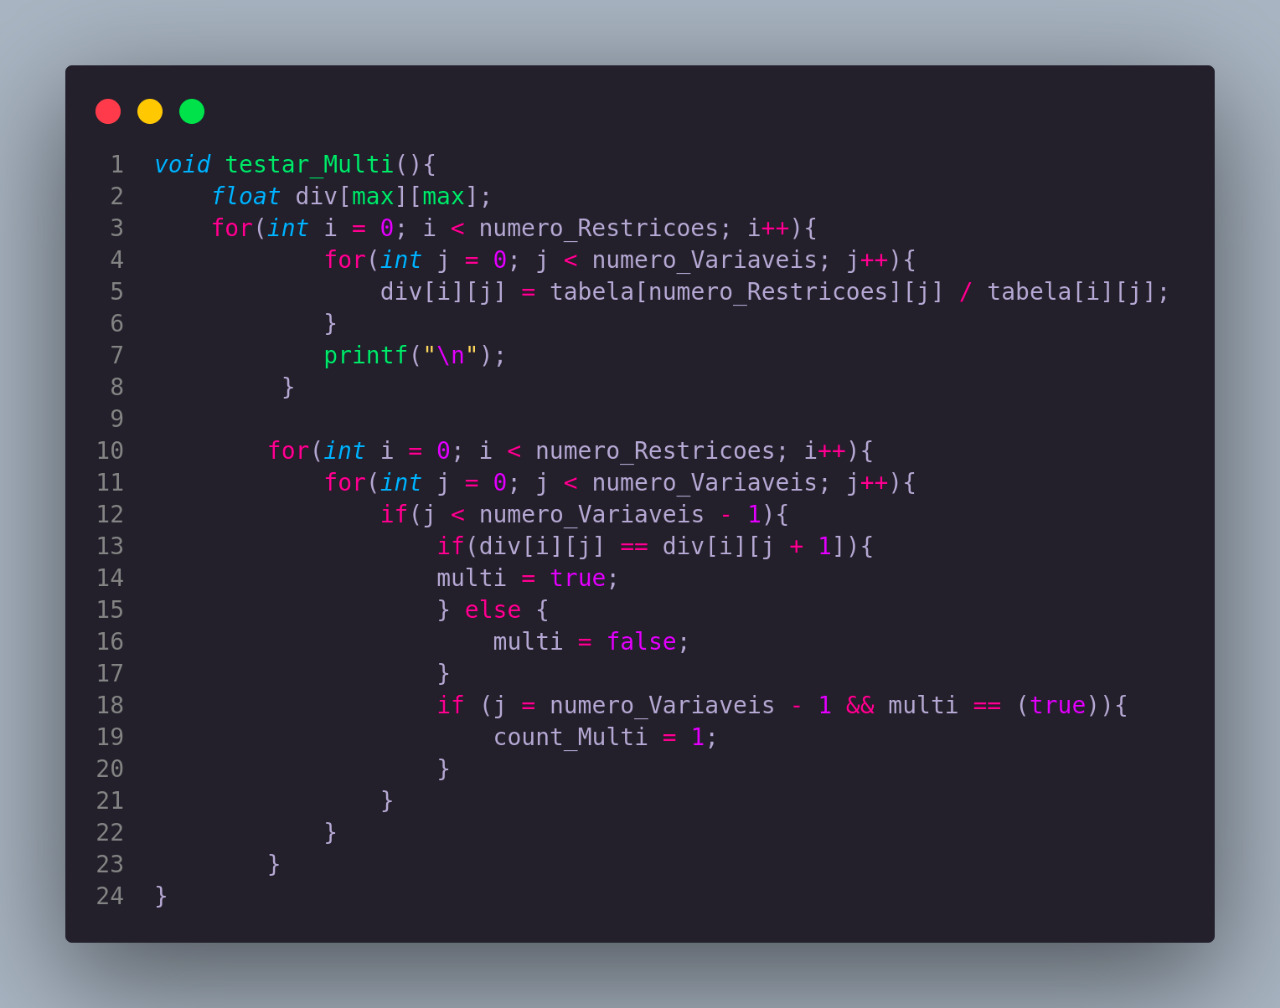 1 void testar_Multi(){
2     float div[max][max];
3     for(int i = 0; i < numero_Restricoes; i++){
4             for(int j = 0; j < numero_Variaveis; j++){
5                 div[i][j] = tabela[numero_Restricoes][j] / tabela[i][j];
6             }
7             printf("\n");
8          }
9
10         for(int i = 0; i < numero_Restricoes; i++){
11             for(int j = 0; j < numero_Variaveis; j++){
12                 if(j < numero_Variaveis - 1){
13                     if(div[i][j] == div[i][j + 1]){
14                     multi = true;
15                     } else {
16                         multi = false;
17                     }
18                     if (j = numero_Variaveis - 1 && multi == (true)){
19                         count_Multi = 1;
20                     }
21                 }
22             }
23         }
24 }